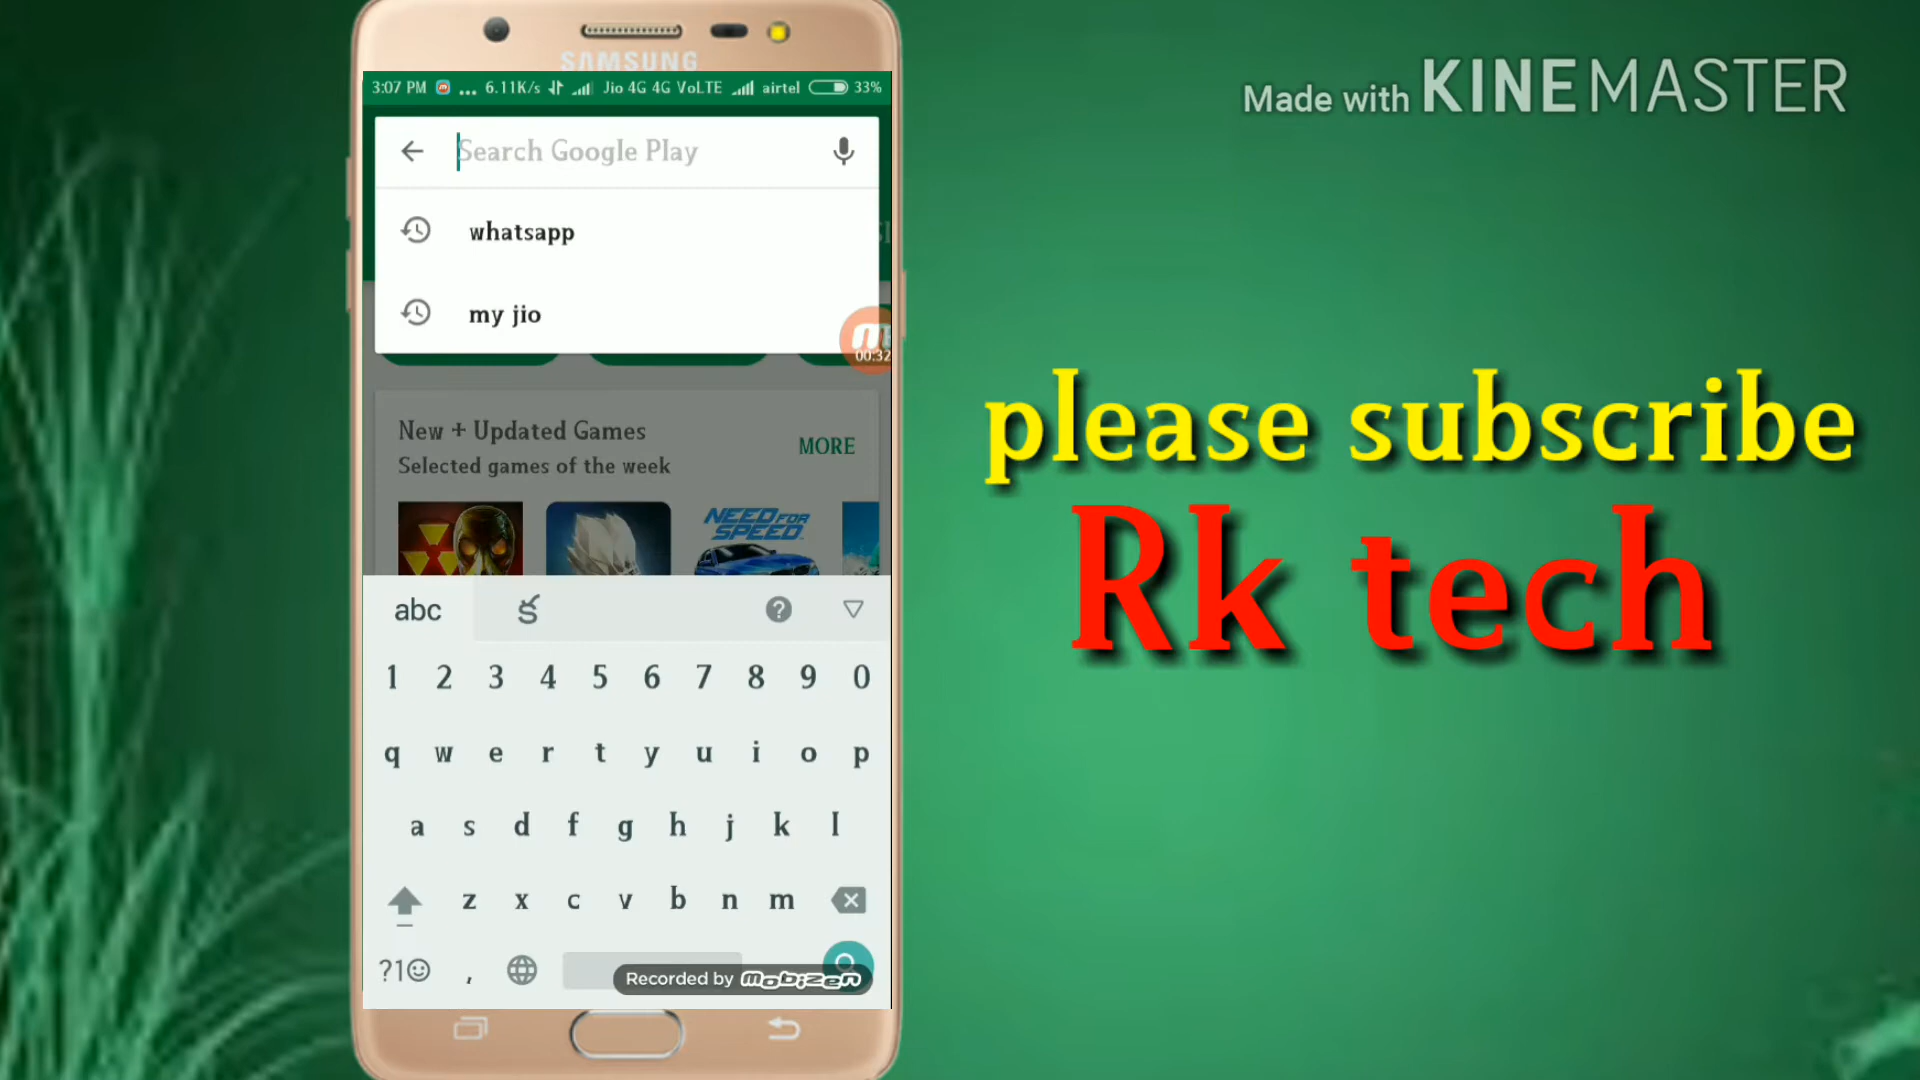 Made with KINEMASTER
SAMSUNG
3:07 PM ... 6.11K/s Jio 4G 4G VoLTE airtel 33%
Search Google Play
whatsapp
my jio
00:32
New + Updated Games
MORE
Selected games of the week
NEED FOR
SPEED
please subscribe
Rk tech
abc
క
1 2 3 4 5 6 7 8 9 0
q w e r t y u i o p
a s d f g h j k l
z x c v b n m
?1☺ ,
Recorded by mobizen